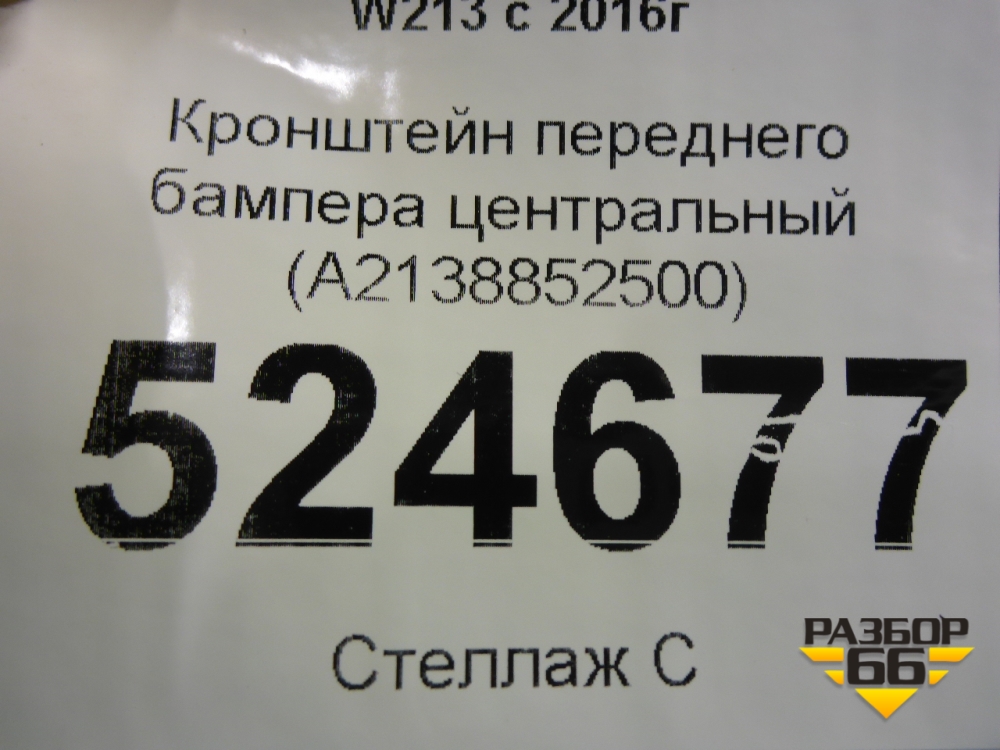 W213 с 2016г
Кронштейн переднего
бампера центральный
(A2138852500)
524677
Стеллаж С
РАЗБОР
66